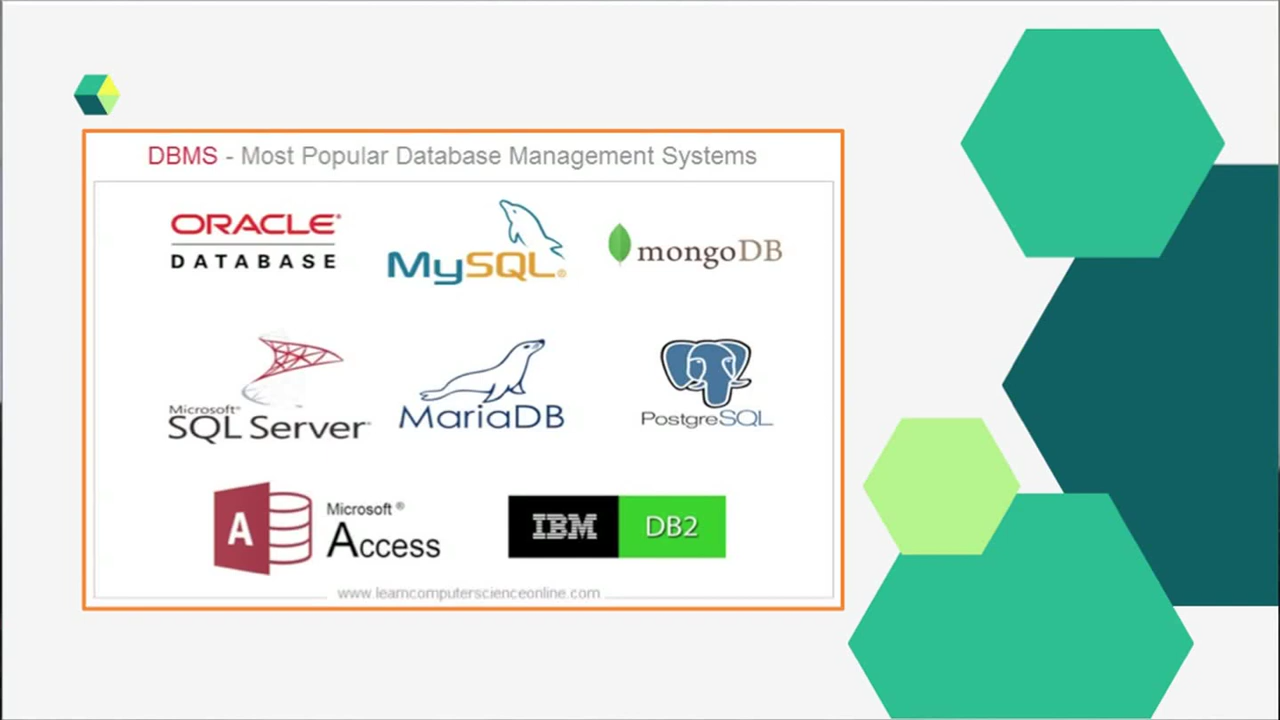 DBMS - Most Popular Database Management Systems
ORACLE®
DATABASE
MySQL®
mongoDB
Microsoft®
SQL Server
MariaDB
PostgreSQL
A
Microsoft ®
Access
IBM
DB2
www.learncomputerscienceonline.com